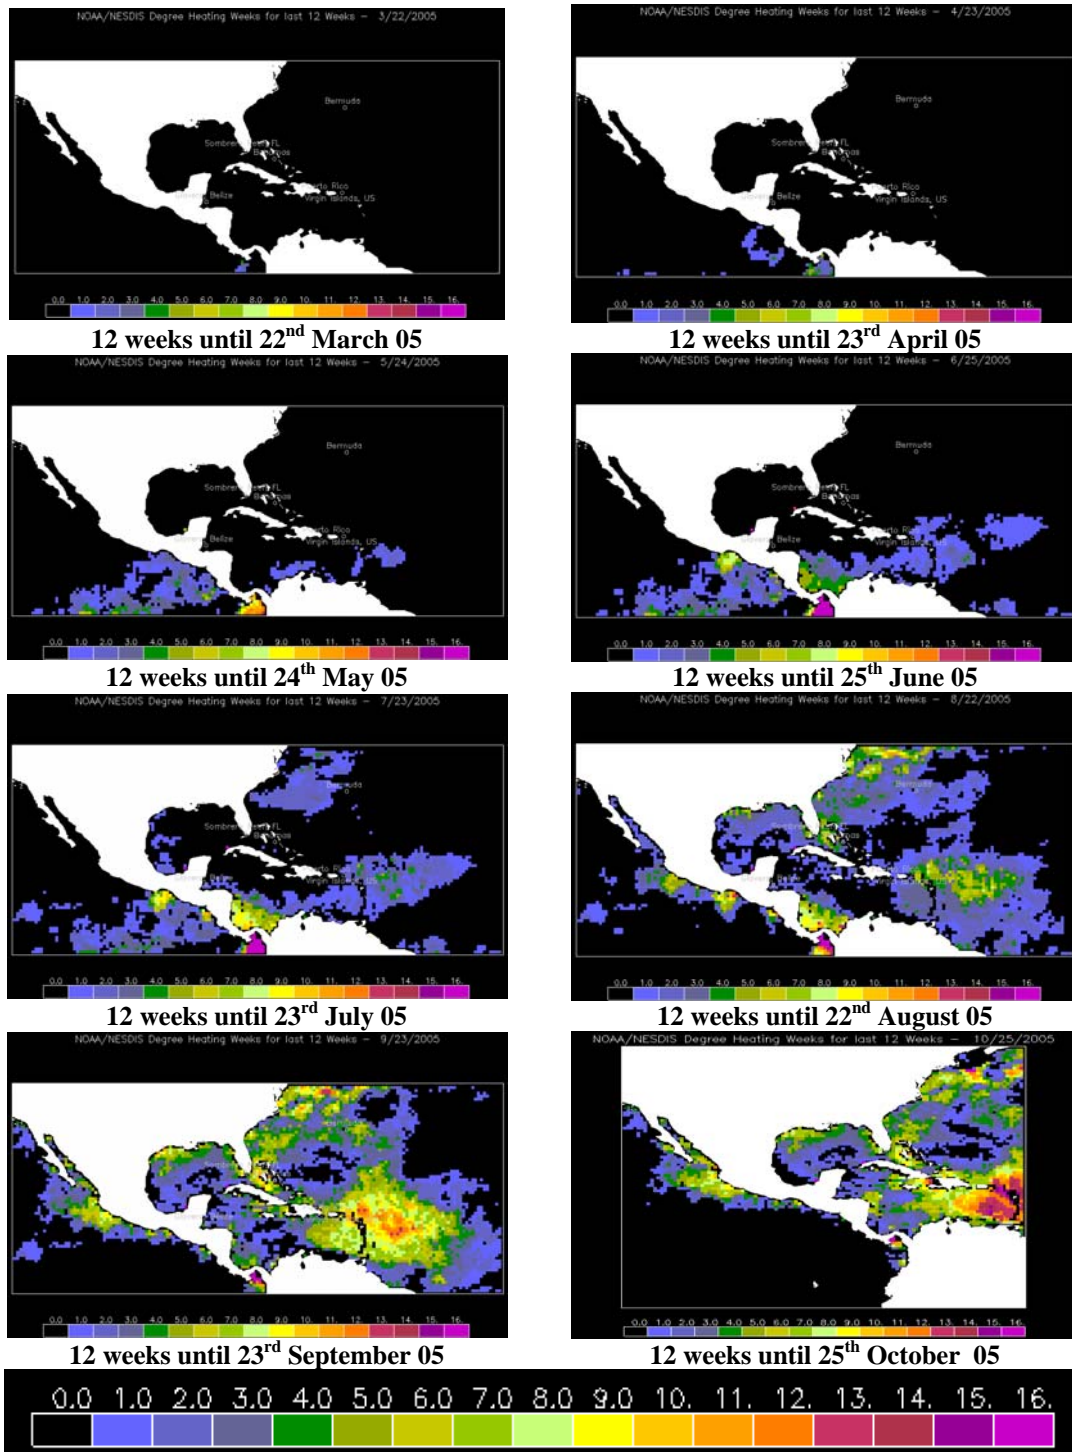 NOAA/NESDIS Degree Heating Weeks for last 12 Weeks - 3/22/2005
Bermuda
Bahamas
Belize
Virgin Islands, US
0.0 1.0 2.0 3.0 4.0 5.0 6.0 7.0 8.0 9.0 10. 11. 12. 13. 14. 15. 16.
12 weeks until 22nd March 05
NOAA/NESDIS Degree Heating Weeks for last 12 Weeks - 4/23/2005
Bermuda
Bahamas
Belize
Virgin Islands, US
0.0 1.0 2.0 3.0 4.0 5.0 6.0 7.0 8.0 9.0 10. 11. 12. 13. 14. 15. 16.
12 weeks until 23rd April 05
NOAA/NESDIS Degree Heating Weeks for last 12 Weeks - 5/24/2005
Bermuda
Bahamas
Belize
Virgin Islands, US
0.0 1.0 2.0 3.0 4.0 5.0 6.0 7.0 8.0 9.0 10. 11. 12. 13. 14. 15. 16.
12 weeks until 24th May 05
NOAA/NESDIS Degree Heating Weeks for last 12 Weeks - 6/25/2005
Bermuda
Bahamas
Belize
Virgin Islands, US
0.0 1.0 2.0 3.0 4.0 5.0 6.0 7.0 8.0 9.0 10. 11. 12. 13. 14. 15. 16.
12 weeks until 25th June 05
NOAA/NESDIS Degree Heating Weeks for last 12 Weeks - 7/23/2005
Bermuda
Bahamas
0.0 1.0 2.0 3.0 4.0 5.0 6.0 7.0 8.0 9.0 10. 11. 12. 13. 14. 15. 16.
12 weeks until 23rd July 05
NOAA/NESDIS Degree Heating Weeks for last 12 Weeks - 8/22/2005
Bermuda
0.0 1.0 2.0 3.0 4.0 5.0 6.0 7.0 8.0 9.0 10. 11. 12. 13. 14. 15. 16.
12 weeks until 22nd August 05
NOAA/NESDIS Degree Heating Weeks for last 12 Weeks - 9/23/2005
0.0 1.0 2.0 3.0 4.0 5.0 6.0 7.0 8.0 9.0 10. 11. 12. 13. 14. 15. 16.
12 weeks until 23rd September 05
NOAA/NESDIS Degree Heating Weeks for last 12 Weeks - 10/25/2005
0.0 1.0 2.0 3.0 4.0 5.0 6.0 7.0 8.0 9.0 10. 11. 12. 13. 14. 15. 16.
12 weeks until 25th October 05
0.0 1.0 2.0 3.0 4.0 5.0 6.0 7.0 8.0 9.0 10. 11. 12. 13. 14. 15. 16.